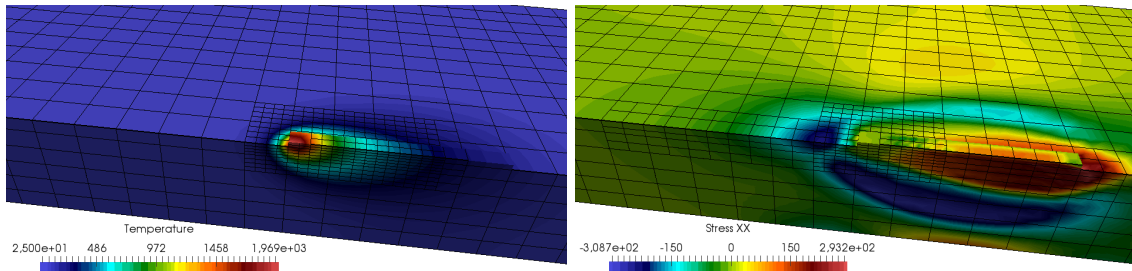 Temperature
2,500e+01 486 972 1458 1,969e+03
Stress XX
-3,087e+02 -150 0 150 2,932e+02